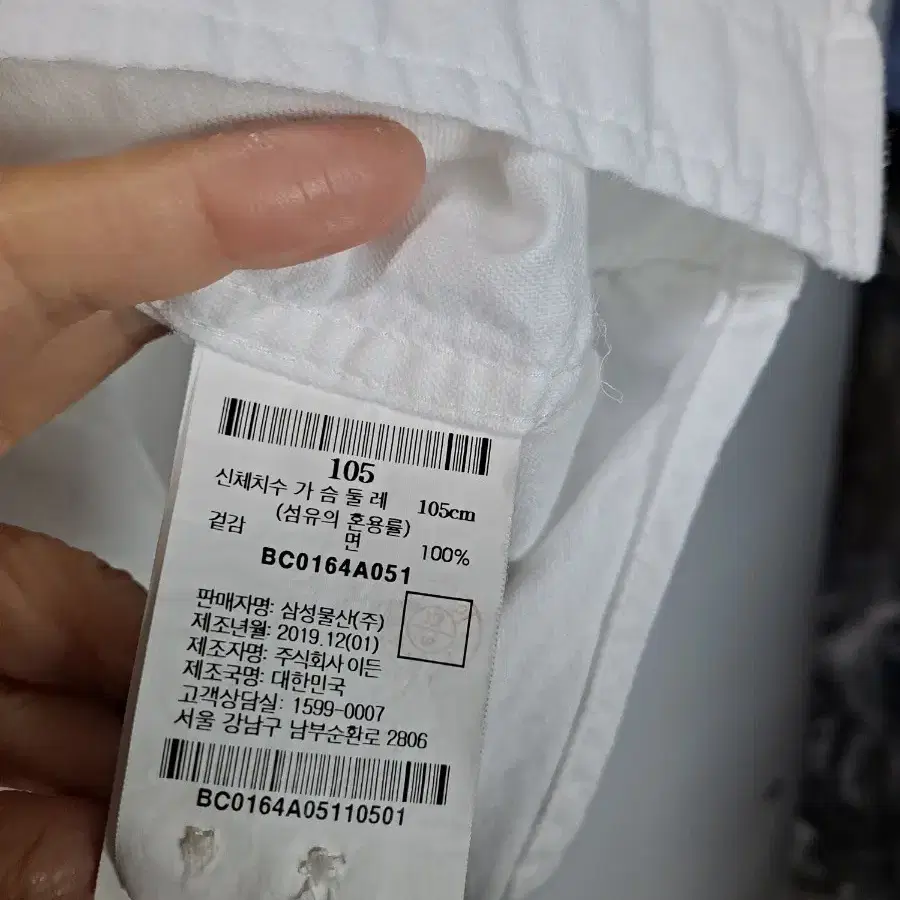 105
신체치수 가 슴 둘 레 105cm
(섬유의 혼용률)
겉감 면 100%
BC0164A051
판매자명: 삼성물산(주)
제조년월: 2019.12(01)
제조자명: 주식회사 이든
제조국명: 대한민국
고객상담실: 1599-0007
서울 강남구 남부순환로 2806
BC0164A05110501